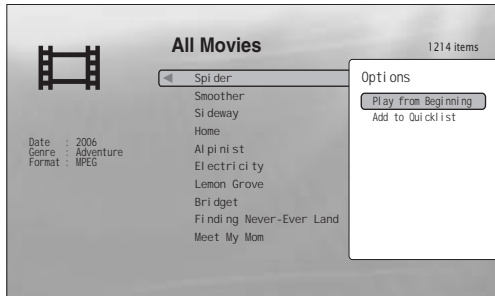 All Movies
1214 items
Spider
Smoother
Sideway
Home
Alpinist
Electricity
Lemon Grove
Bridget
Finding Never-Ever Land
Meet My Mom
Date : 2006
Genre : Adventure
Format : MPEG
Options
Play from Beginning
Add to Quicklist